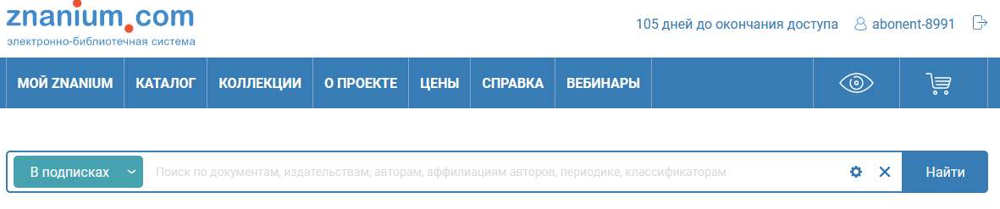 znanium.com
электронно-библиотечная система
105 дней до окончания доступа abonent-8991
МОЙ ZNANIUM КАТАЛОГ КОЛЛЕКЦИИ О ПРОЕКТЕ ЦЕНЫ СПРАВКА ВЕБИНАРЫ
В подписках Поиск по документам, издательствам, авторам, аффилиациям авторов, периодике, классификаторам Найти